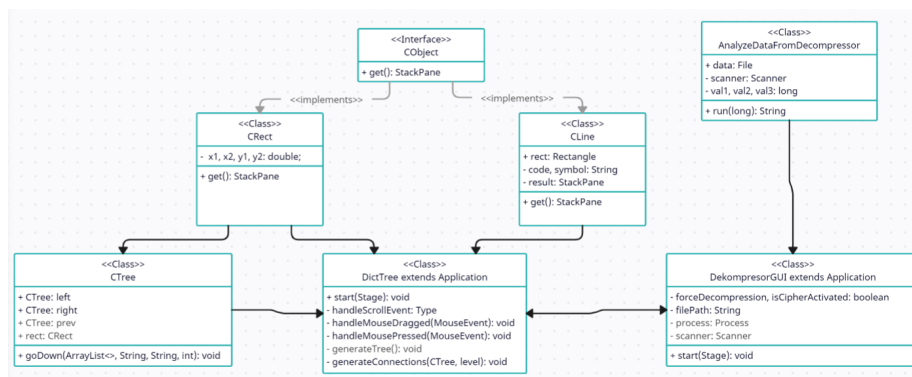 <<Interface>>
CObject
+ get(): StackPane
<<Class>>
AnalyzeDataFromDecompressor
+ data: File
- scanner: Scanner
- val1, val2, val3: long
+ run(long): String
<<implements>>
<<implements>>
<<Class>>
CRect
- x1, x2, y1, y2: double;
+ get(): StackPane
<<Class>>
CLine
+ rect: Rectangle
- code, symbol: String
- result: StackPane
+ get(): StackPane
<<Class>>
CTree
+ CTree: left
+ CTree: right
+ CTree: prev
+ rect: CRect
+ goDown(ArrayList<>, String, String, int): void
<<Class>>
DictTree extends Application
+ start(Stage): void
- handleScrollEvent: Type
- handleMouseDragged(MouseEvent): void
- handleMousePressed(MouseEvent): void
- generateTree(): void
- generateConnections(CTree, level): void
<<Class>>
DekompresorGUI extends Application
- forceDecompression, isCipherActivated: boolean
- filePath: String
- process: Process
- scanner: Scanner
+ start(Stage): void